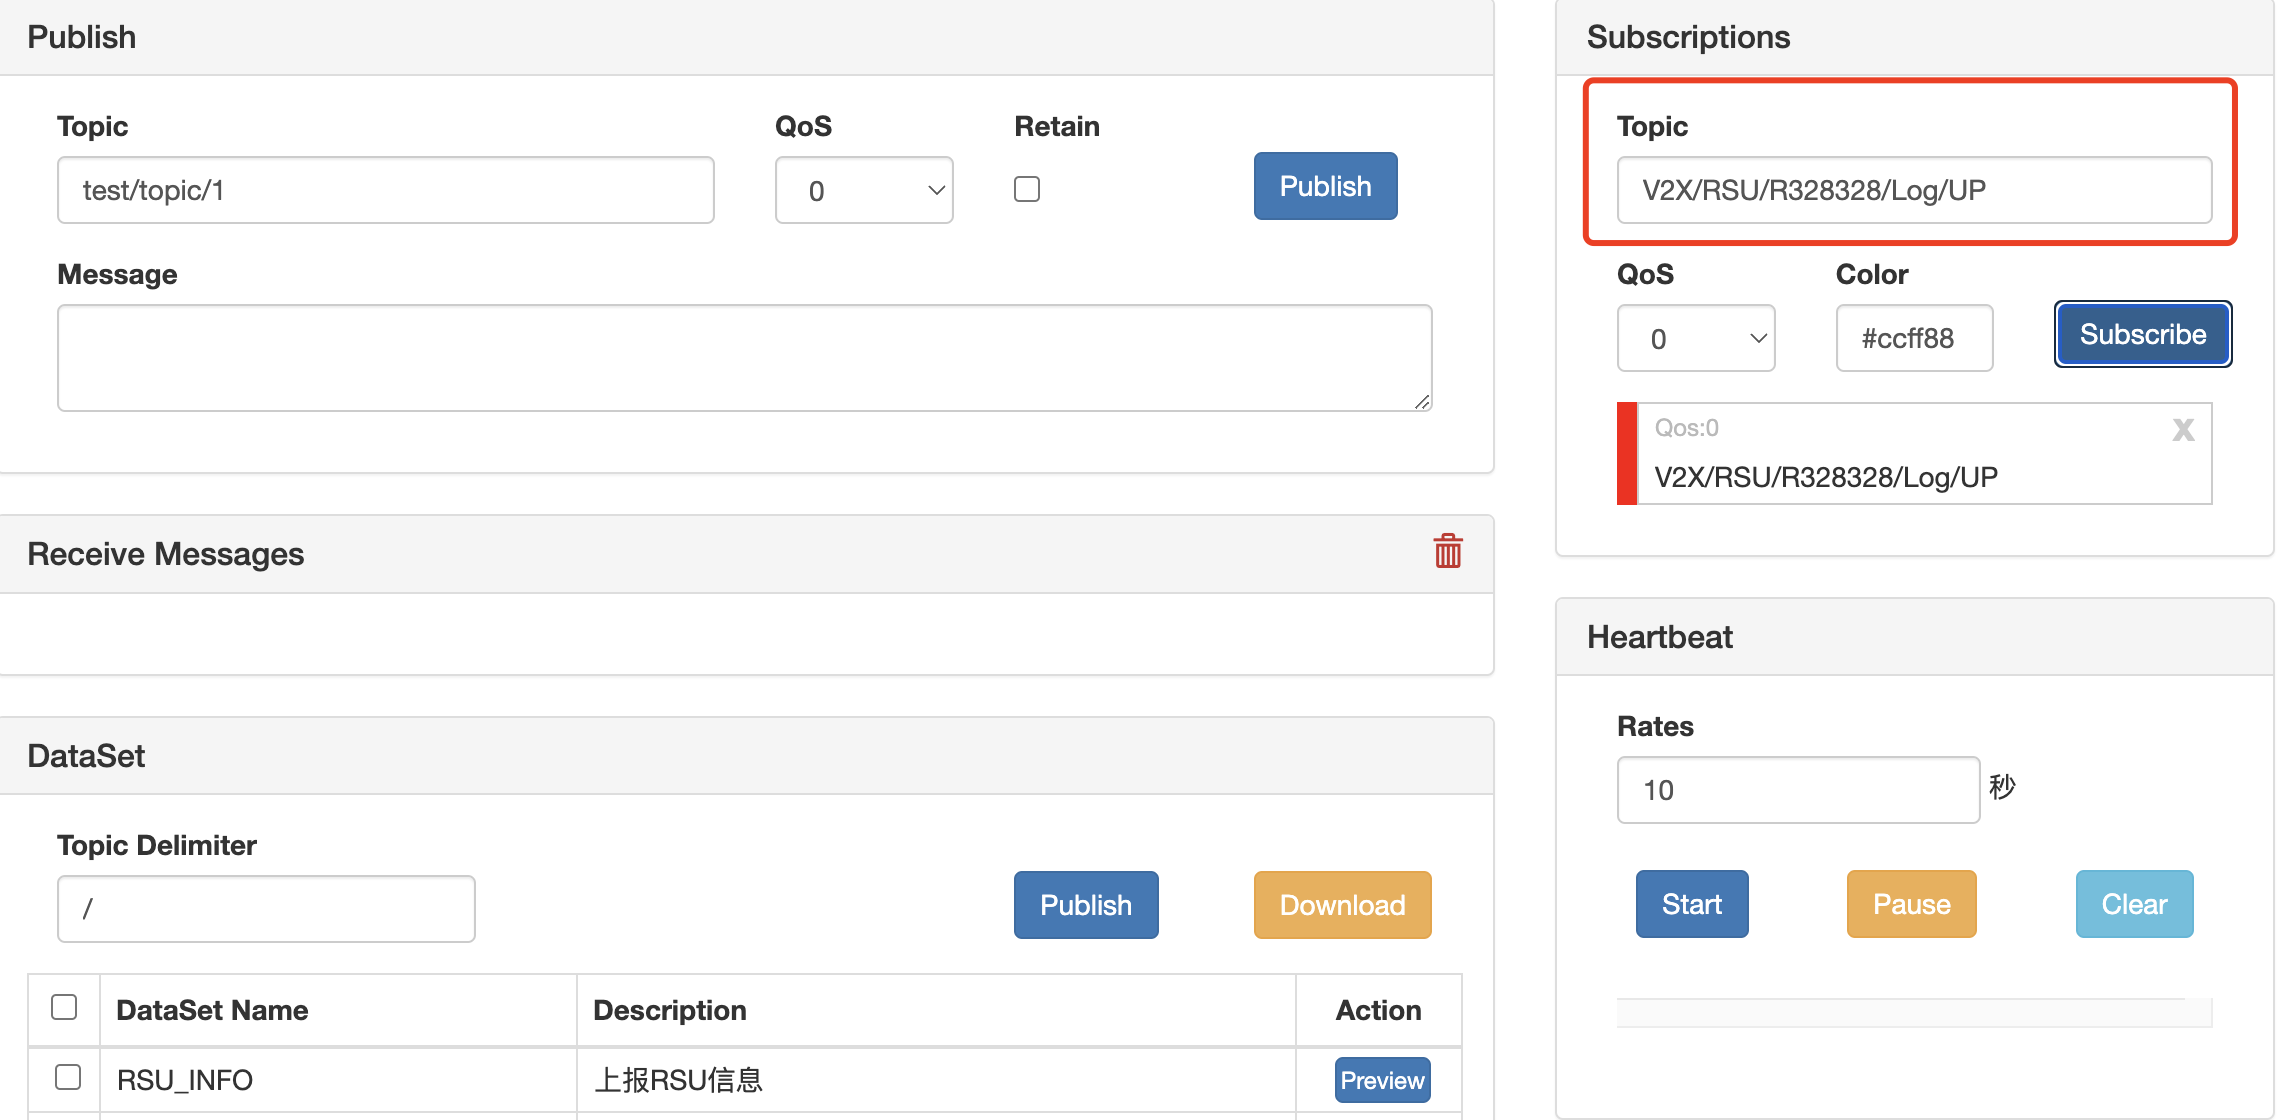 Publish
Topic
QoS
Retain
test/topic/1
0
Publish
Message
Receive Messages
DataSet
Topic Delimiter
/
Publish
Download
DataSet Name
Description
Action
RSU_INFO
上报RSU信息
Preview
Subscriptions
Topic
V2X/RSU/R328328/Log/UP
QoS
Color
0
#ccff88
Subscribe
Qos:0
X
V2X/RSU/R328328/Log/UP
Heartbeat
Rates
10
秒
Start
Pause
Clear